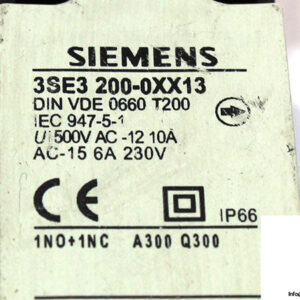 SIEMENS
3SE3 200-0XX13
DIN VDE 0660 T200
IEC 947-5-1
Ui 500V AC -12 10A
AC-15 6A 230V
CE
IP66
1NO+1NC A300 Q300